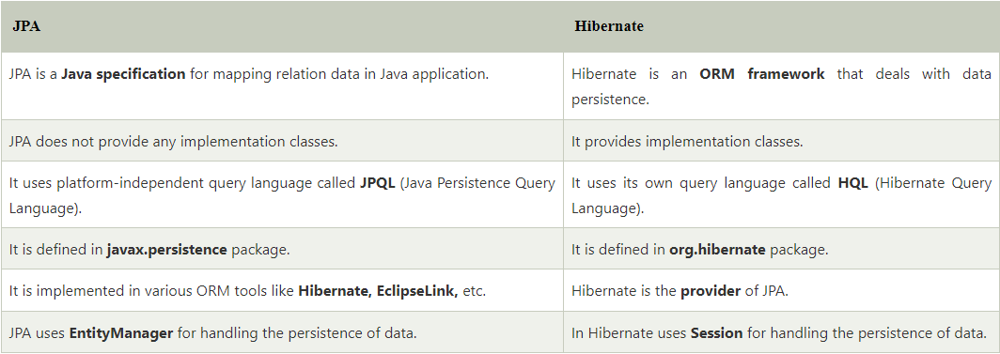 JPA
Hibernate
JPA is a Java specification for mapping relation data in Java application.
Hibernate is an ORM framework that deals with data
persistence.
JPA does not provide any implementation classes.
It provides implementation classes.
It uses platform-independent query language called JPQL (Java Persistence Query
Language).
It uses its own query language called HQL (Hibernate Query
Language).
It is defined in javax.persistence package.
It is defined in org.hibernate package.
It is implemented in various ORM tools like Hibernate, EclipseLink, etc.
Hibernate is the provider of JPA.
JPA uses EntityManager for handling the persistence of data.
In Hibernate uses Session for handling the persistence of data.